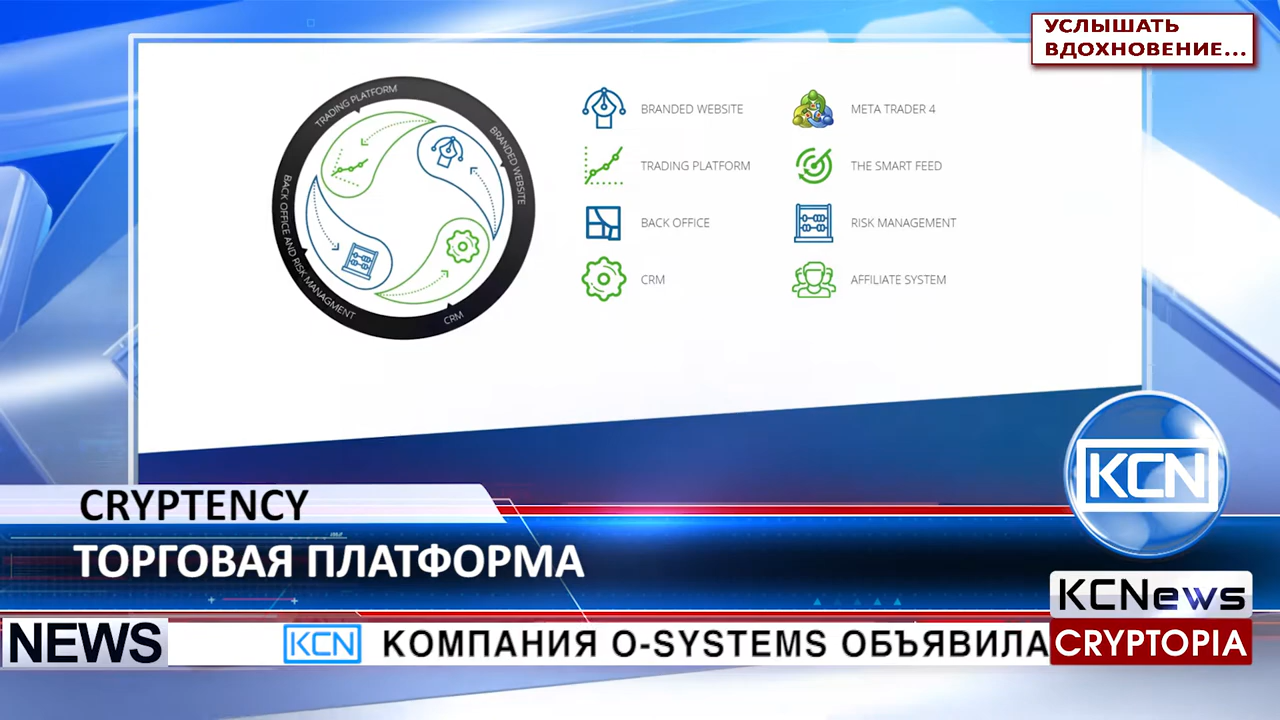 УСЛЫШАТЬ
ВДОХНОВЕНИЕ...
TRADING PLATFORM
BRANDED WEBSITE
BACK OFFICE AND RISK MANAGMENT
CRM
BRANDED WEBSITE
META TRADER 4
TRADING PLATFORM
THE SMART FEED
BACK OFFICE
RISK MANAGEMENT
CRM
AFFILIATE SYSTEM
KCN
CRYPTENCY
ТОРГОВАЯ ПЛАТФОРМА
KCNews
NEWS
KCN
КОМПАНИЯ O-SYSTEMS ОБЪЯВИЛА
CRYPTOPIA